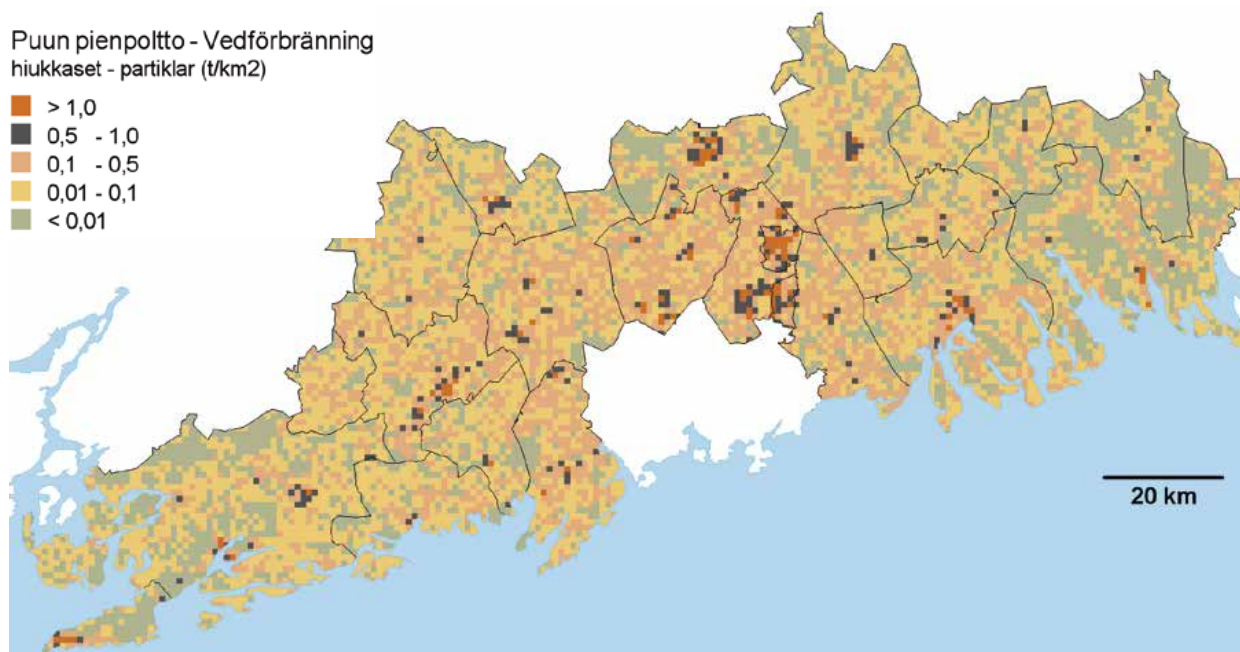 Puun pienpoltto - Vedförbränning
hiukkaset - partiklar (t/km2)
> 1,0
0,5 - 1,0
0,1 - 0,5
0,01 - 0,1
< 0,01
20 km